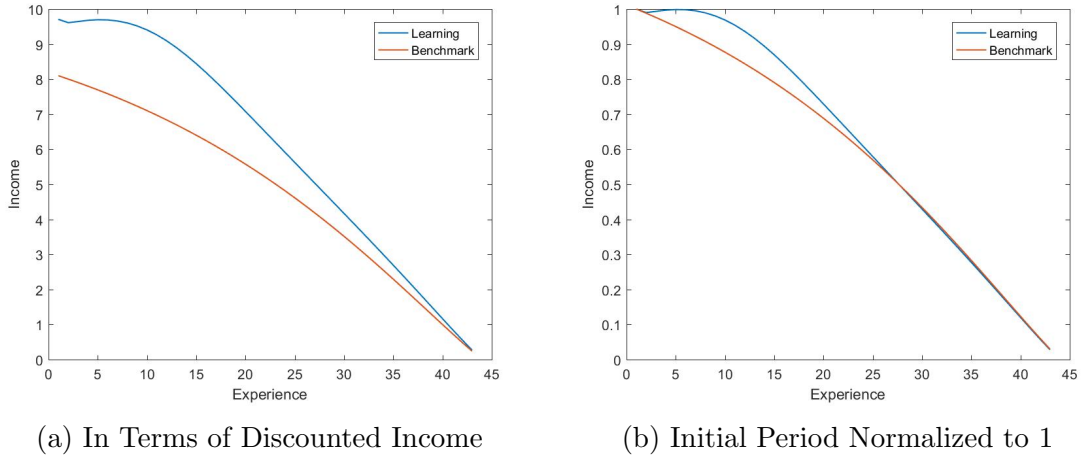 10
9
8
7
6
5
4
3
2
1
0
Income
0 5 10 15 20 25 30 35 40 45
Experience
Learning
Benchmark
(a) In Terms of Discounted Income
1
0.9
0.8
0.7
0.6
0.5
0.4
0.3
0.2
0.1
0
Income
0 5 10 15 20 25 30 35 40 45
Experience
Learning
Benchmark
(b) Initial Period Normalized to 1